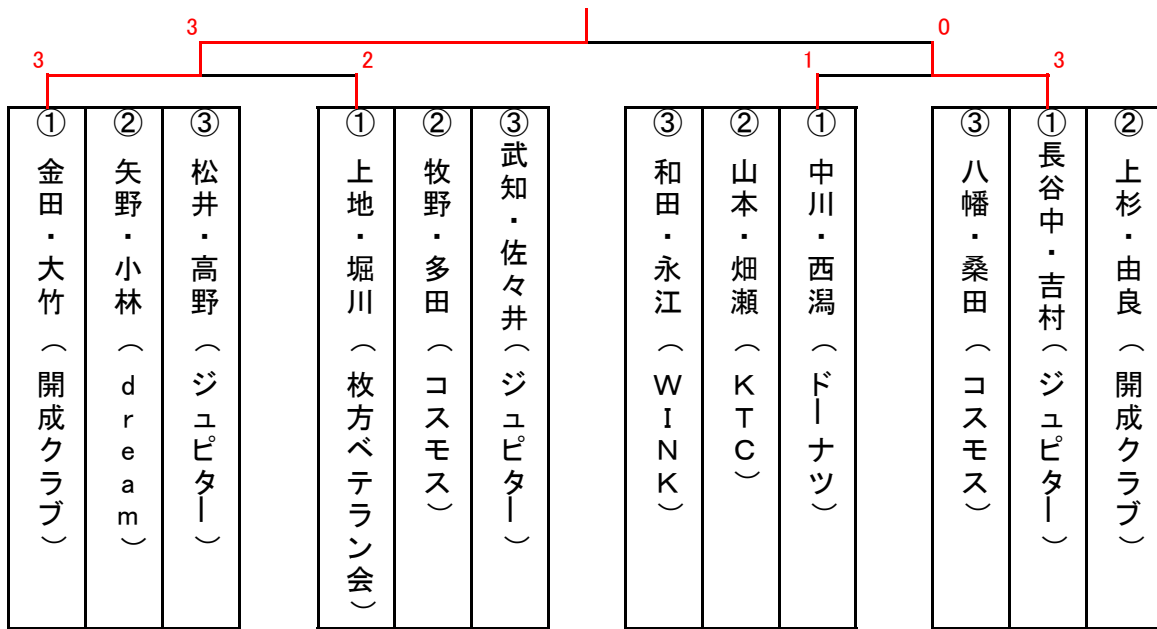 3
0
3
2
1
3
①金田・大竹(開成クラブ)
②矢野・小林(dream)
③松井・高野(ジュピター)
①上地・堀川(枚方ベテラン会)
②牧野・多田(コスモス)
③武知・佐々井(ジュピター)
③和田・永江(WINK)
②山本・畑瀬(KTC)
①中川・西潟(ドーナツ)
③八幡・桑田(コスモス)
①長谷中・吉村(ジュピター)
②上杉・由良(開成クラブ)